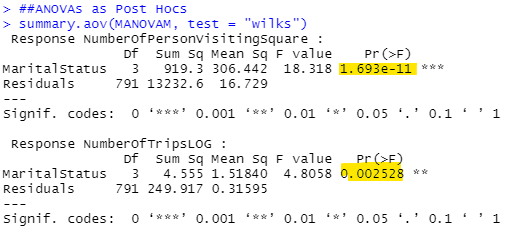 > ##ANOVAs as Post Hocs
> summary.aov(MANOVAM, test = "wilks")
Response NumberOfPersonVisitingSquare :
Df Sum Sq Mean Sq F value Pr(>F)
MaritalStatus 3 919.3 306.442 18.318 1.693e-11 ***
Residuals 791 13232.6 16.729
---
Signif. codes: 0 ‘***’ 0.001 ‘**’ 0.01 ‘*’ 0.05 ‘.’ 0.1 ‘ ’ 1
Response NumberOfTripsLOG :
Df Sum Sq Mean Sq F value Pr(>F)
MaritalStatus 3 4.555 1.51840 4.8058 0.002528 **
Residuals 791 249.917 0.31595
---
Signif. codes: 0 ‘***’ 0.001 ‘**’ 0.01 ‘*’ 0.05 ‘.’ 0.1 ‘ ’ 1